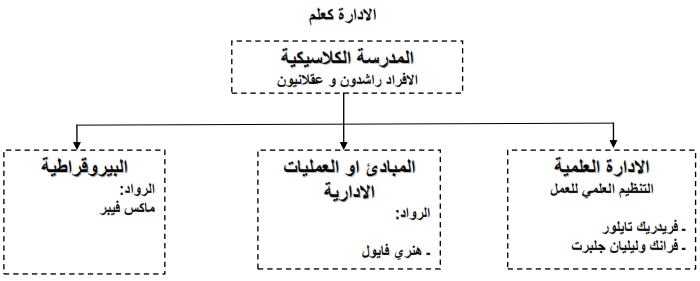 الادارة كعلم
المدرسة الكلاسيكية
الافراد راشدون و عقلانيون
الادارة العلمية
التنظيم العلمي للعمل
ـ فريدريك تايلور
ـ فرانك وليليان جلبرت
المبادئ او العمليات
الادارية
الرواد:
ـ هنري فايول
البيروقراطية
الرواد:
ماكس فيبر